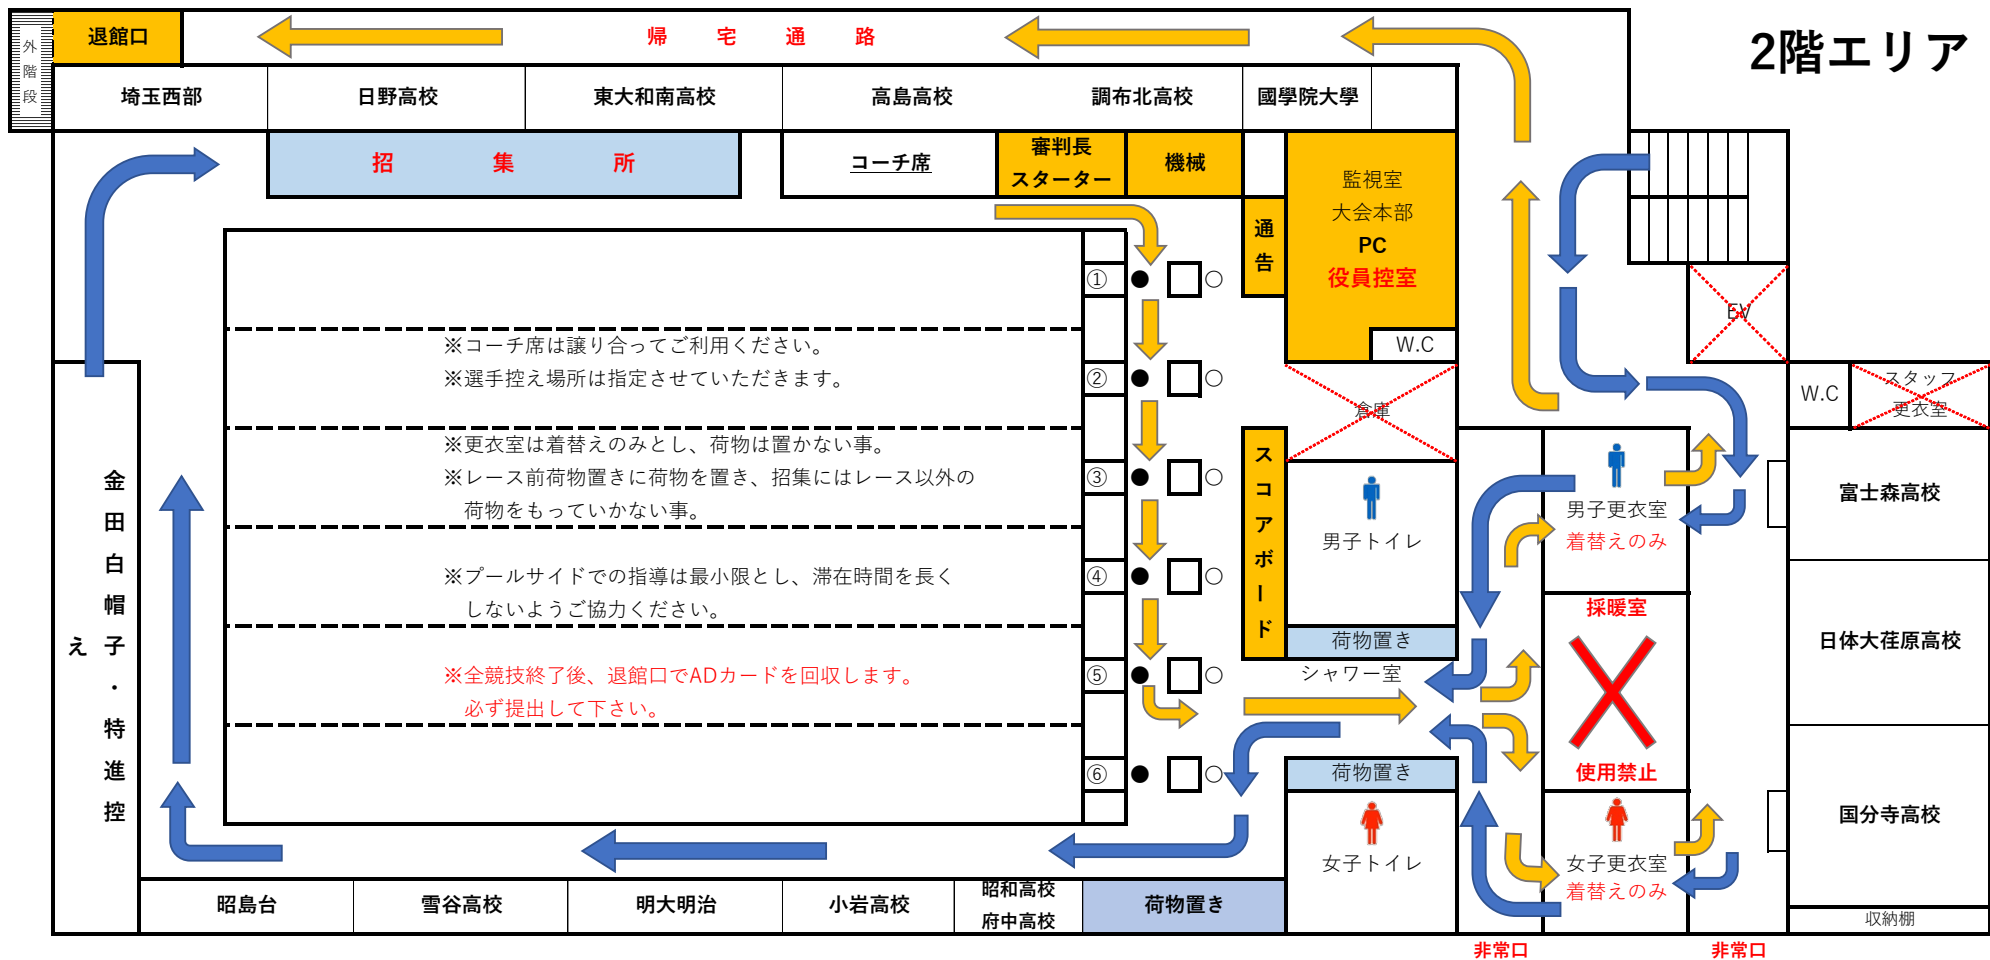 2階エリア
外階段
退館口
帰宅通路
埼玉西部
日野高校
東大和南高校
高島高校
調布北高校
國學院大學
招集所
コーチ席
審判長
スターター
機械
通告
監視室
大会本部
PC
役員控室
W.C
倉庫
EV
W.C
スタッフ
更衣室
①
②
③
④
⑤
⑥
※コーチ席は譲り合ってご利用ください。
※選手控え場所は指定させていただきます。
※更衣室は着替えのみとし、荷物は置かない事。
※レース前荷物置きに荷物を置き、招集にはレース以外の
荷物をもっていかない事。
※プールサイドでの指導は最小限とし、滞在時間を長く
しないようご協力ください。
※全競技終了後、退館口でADカードを回収します。
必ず提出して下さい。
金田白帽子・特進控
え
スコアボード
男子トイレ
荷物置き
シャワー室
荷物置き
女子トイレ
男子更衣室
着替えのみ
採暖室
使用禁止
女子更衣室
着替えのみ
富士森高校
日体大荏原高校
国分寺高校
収納棚
昭島台
雪谷高校
明大明治
小岩高校
昭和高校
府中高校
荷物置き
非常口
非常口